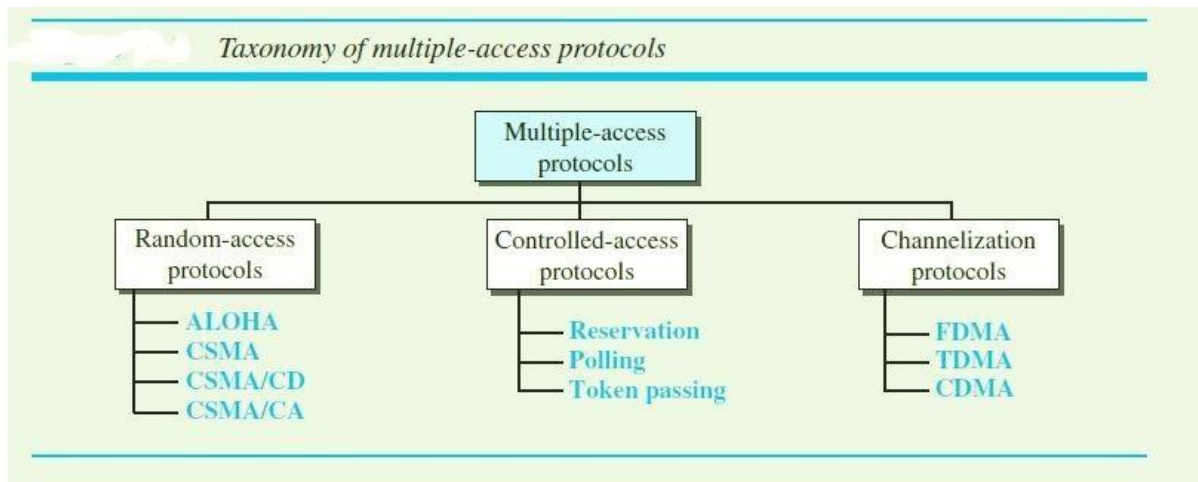 Taxonomy of multiple-access protocols
Multiple-access
protocols
Random-access
protocols
ALOHA
CSMA
CSMA/CD
CSMA/CA
Controlled-access
protocols
Reservation
Polling
Token passing
Channelization
protocols
FDMA
TDMA
CDMA